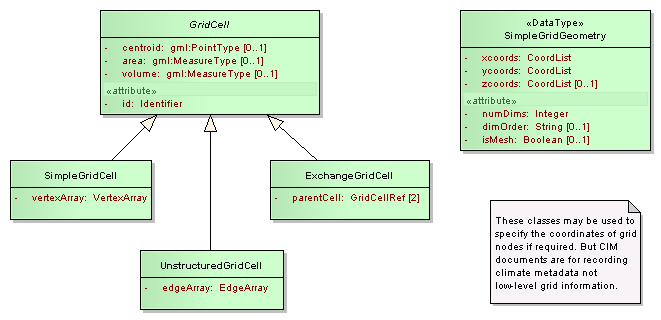 GridCell
- centroid: gml:PointType [0..1]
- area: gml:MeasureType [0..1]
- volume: gml:MeasureType [0..1]
«attribute»
- id: Identifier
«DataType»
SimpleGridGeometry
- xcoords: CoordList
- ycoords: CoordList
- zcoords: CoordList [0..1]
«attribute»
- numDims: Integer
- dimOrder: String [0..1]
- isMesh: Boolean [0..1]
SimpleGridCell
- vertexArray: VertexArray
ExchangeGridCell
- parentCell: GridCellRef [2]
UnstructuredGridCell
- edgeArray: EdgeArray
These classes may be used to
specify the coordinates of grid
nodes if required. But CIM
documents are for recording
climate metadata not
low-level grid information.